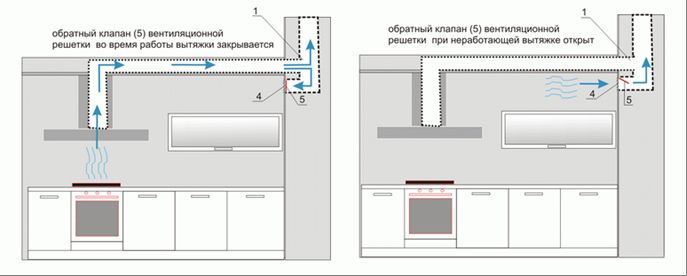 обратный клапан (5) вентиляционной
решетки во время работы вытяжки закрывается
1
4
5
обратный клапан (5) вентиляционной
решетки при неработающей вытяжке открыт
1
4
5